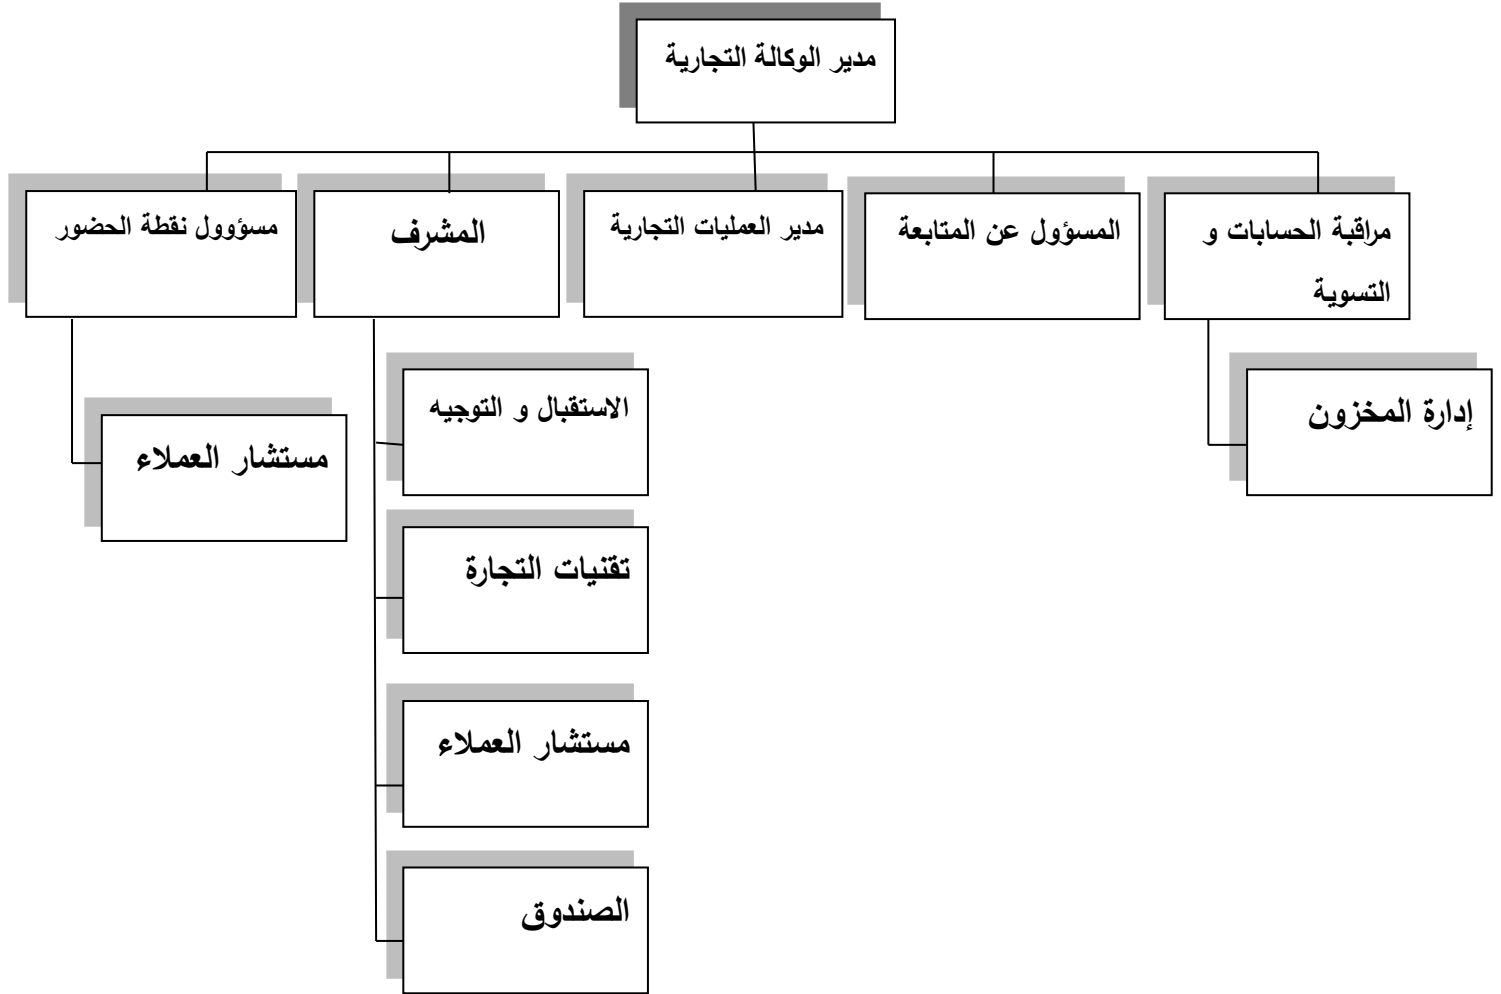 مدير الوكالة التجارية
مراقبة الحسابات و
التسوية
المسؤول عن المتابعة
مدير العمليات التجارية
المشرف
مسؤوول نقطة الحضور
إدارة المخزون
الاستقبال و التوجيه
مستشار العملاء
تقنيات التجارة
مستشار العملاء
الصندوق